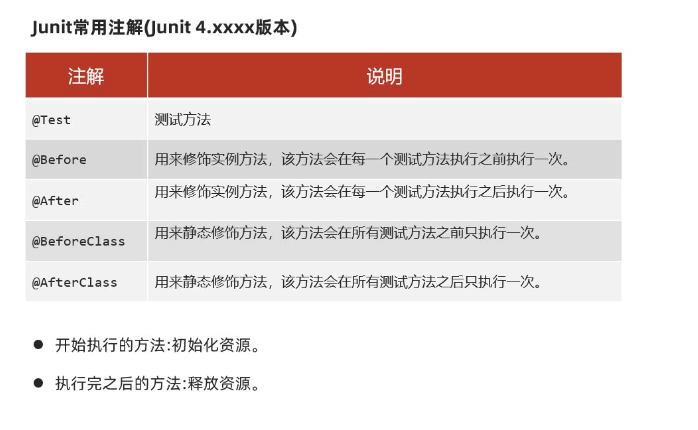 Junit常用注解(Junit 4.xxxx版本)
注解 说明
@Test 测试方法
@Before 用来修饰实例方法，该方法会在每一个测试方法执行之前执行一次。
@After 用来修饰实例方法，该方法会在每一个测试方法执行之后执行一次。
@BeforeClass 用来静态修饰方法，该方法会在所有测试方法之前只执行一次。
@AfterClass 用来静态修饰方法，该方法会在所有测试方法之后只执行一次。
● 开始执行的方法:初始化资源。
● 执行完之后的方法:释放资源。